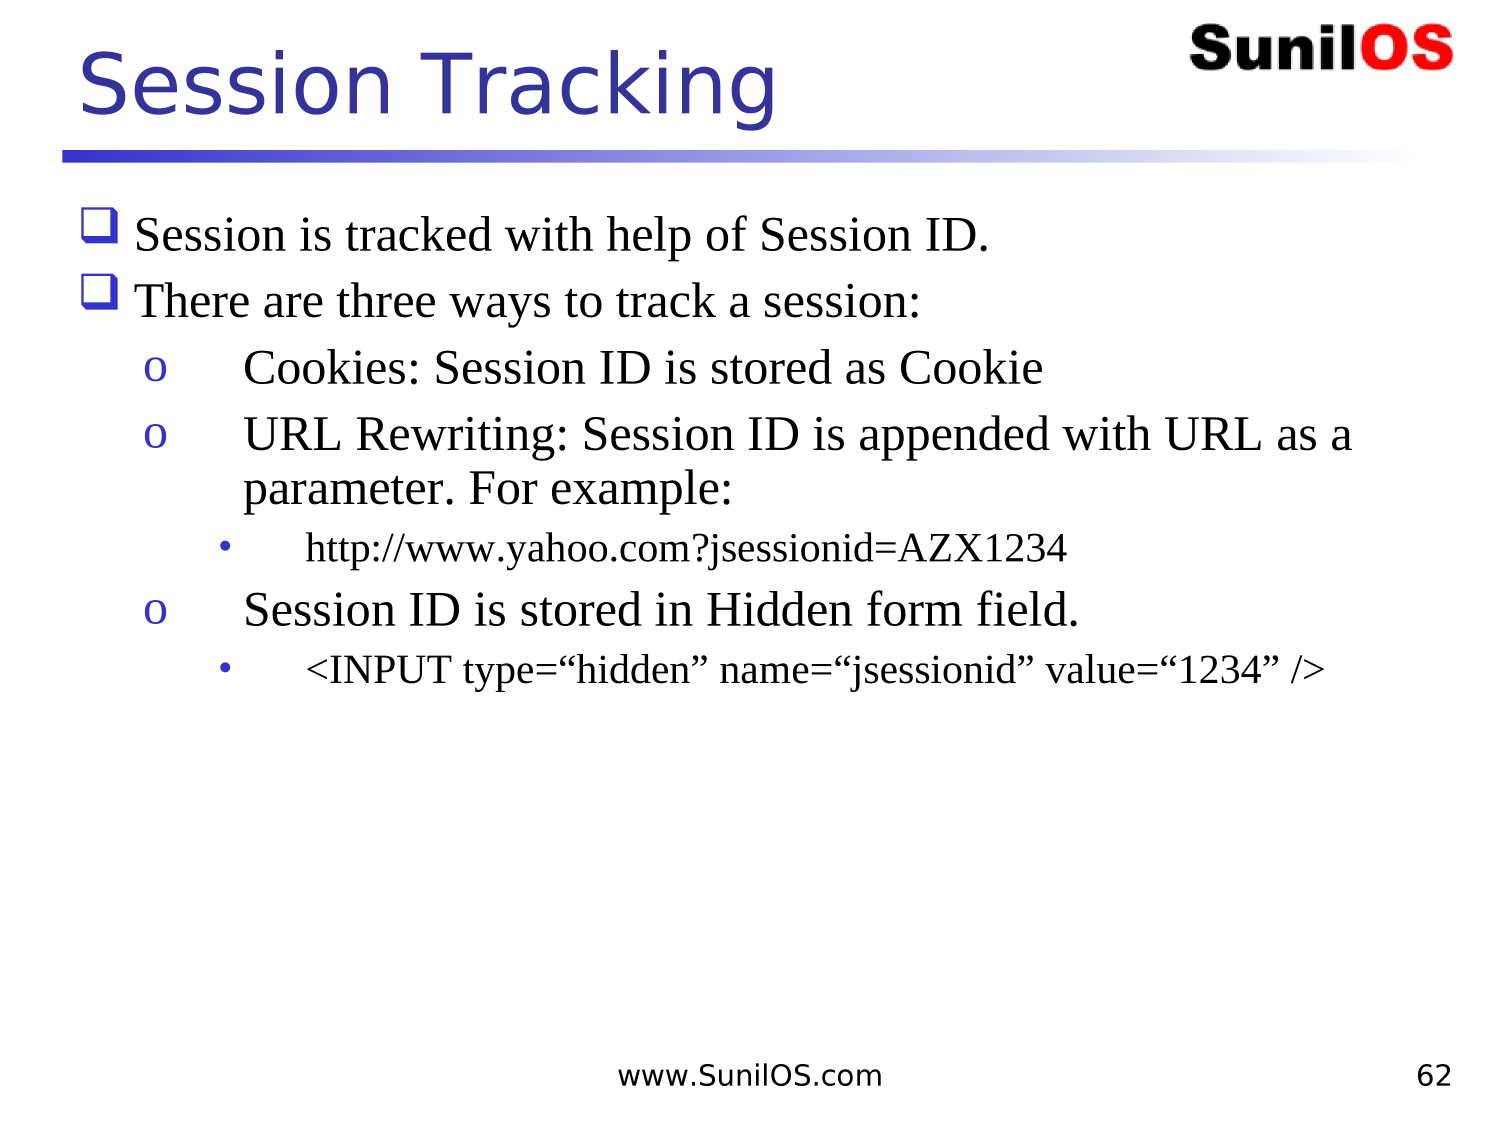 SunilOS
Session Tracking
❑ Session is tracked with help of Session ID.
❑ There are three ways to track a session:
o Cookies: Session ID is stored as Cookie
o URL Rewriting: Session ID is appended with URL as a
parameter. For example:
• http://www.yahoo.com?jsessionid=AZX1234
o Session ID is stored in Hidden form field.
• <INPUT type=“hidden” name=“jsessionid” value=“1234” />
www.SunilOS.com
62